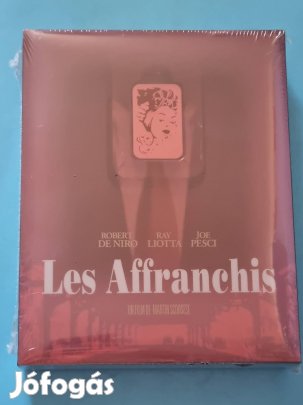 ROBERT DE NIRO RAY LIOTTA JOE PESCI
Les Affranchis
UN FILM DE MARTIN SCORSESE
Jófogás